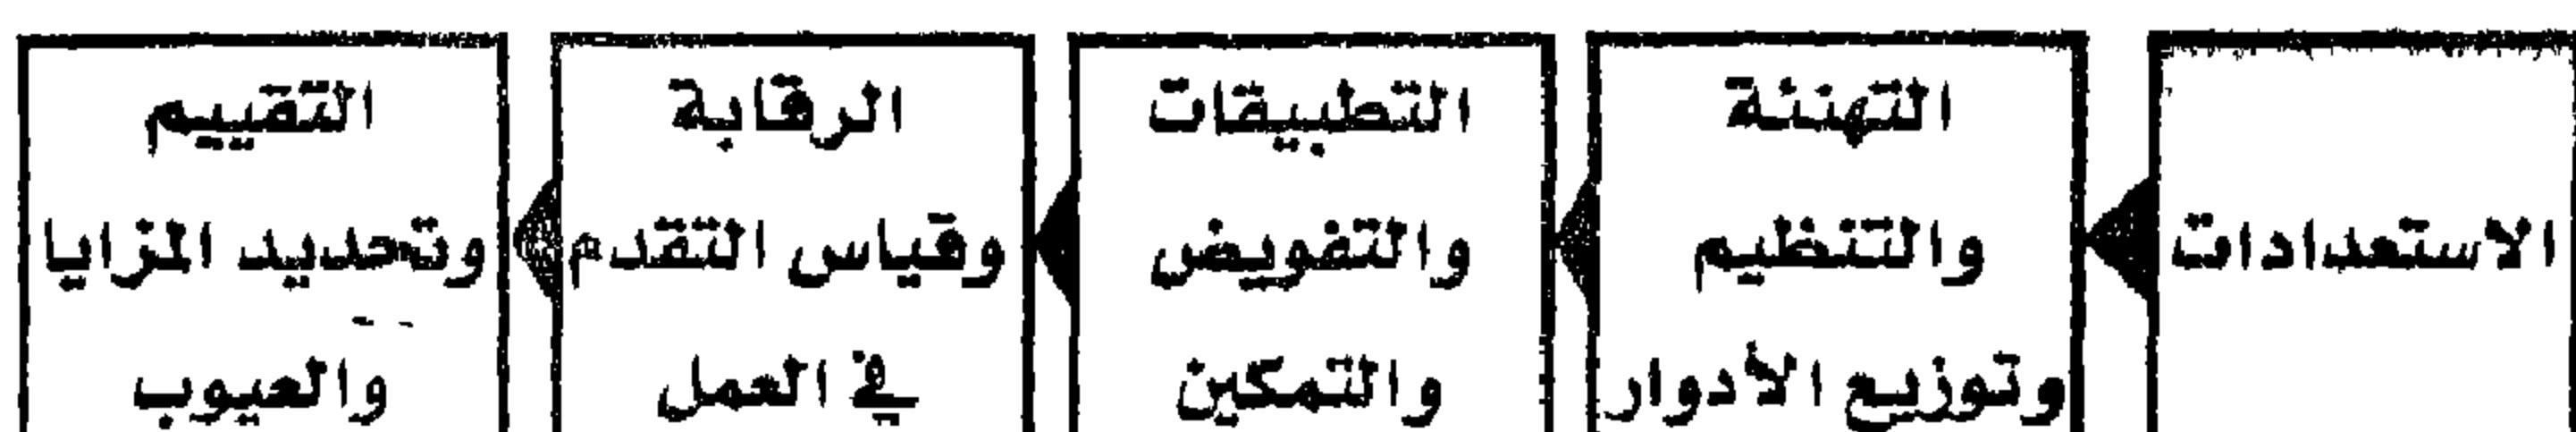 الاستعدادات
التهنئة
والتنظيم
وتوزيع الأدوار
التطبيقات
والتفويض
والتمكين
الرقابة
وقياس التقدم
في العمل
التقييم
وتحديد المزايا
والعيوب